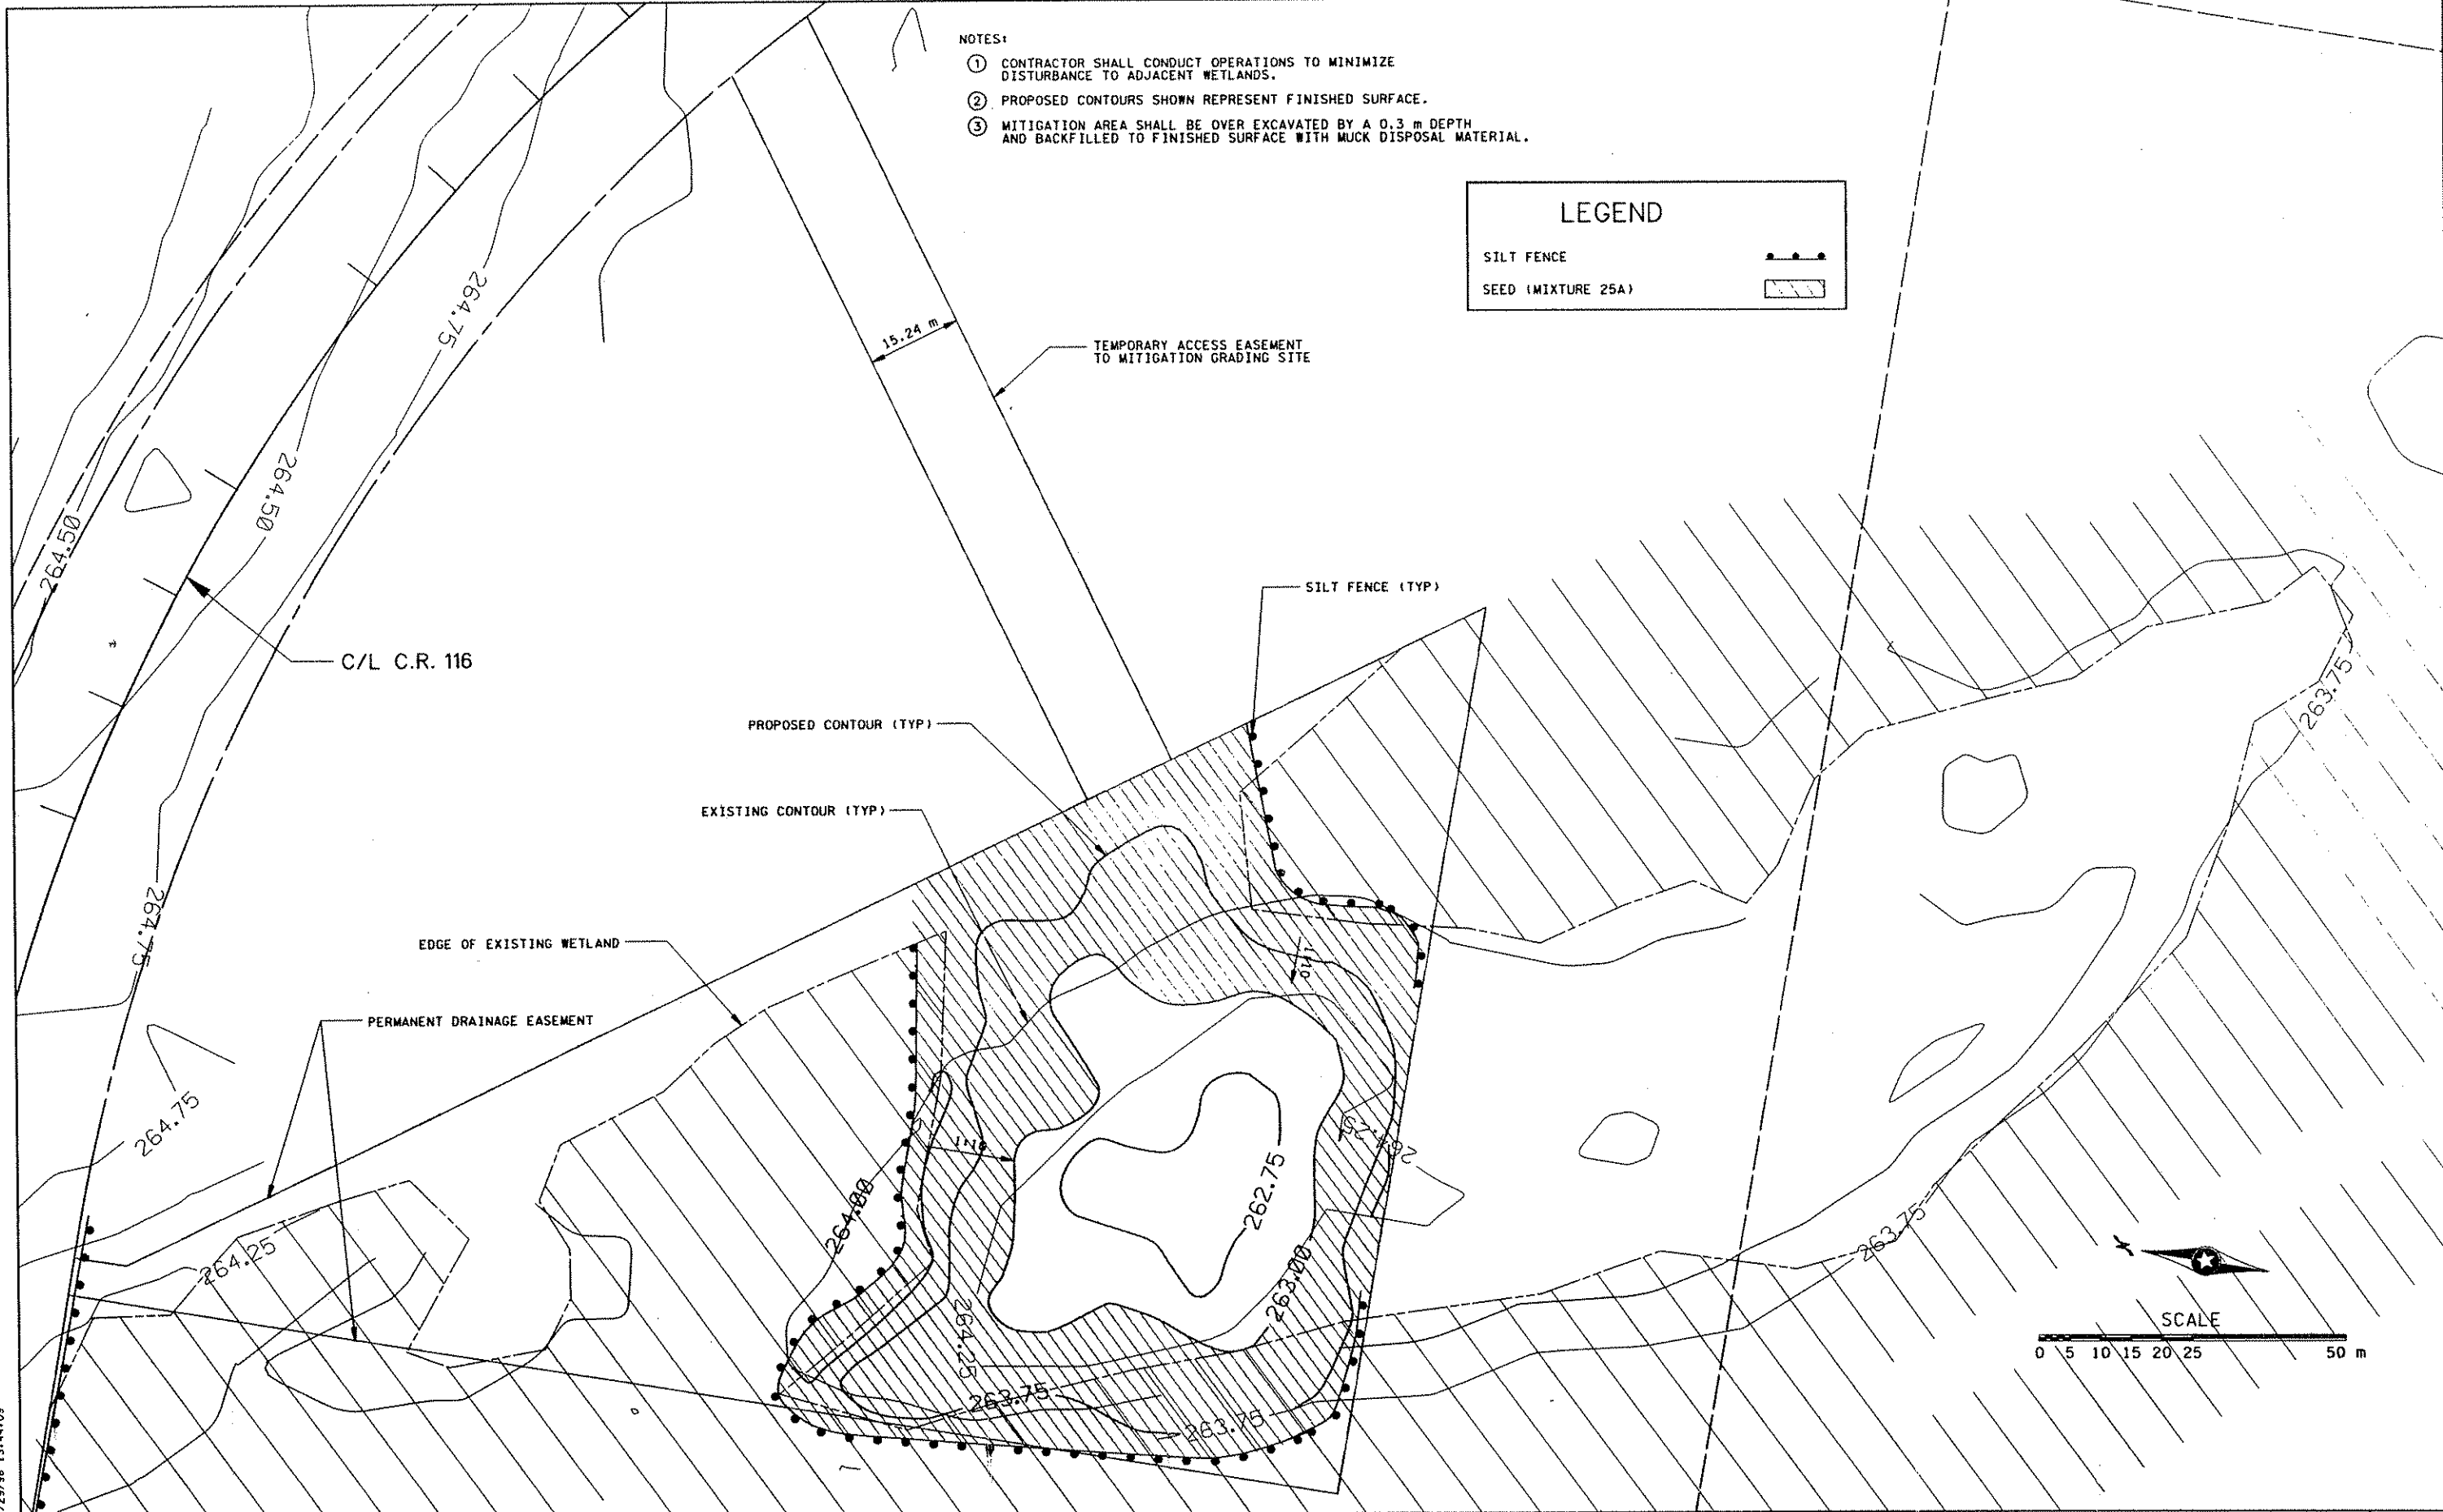 NOTES:
① CONTRACTOR SHALL CONDUCT OPERATIONS TO MINIMIZE
DISTURBANCE TO ADJACENT WETLANDS.
② PROPOSED CONTOURS SHOWN REPRESENT FINISHED SURFACE.
③ MITIGATION AREA SHALL BE OVER EXCAVATED BY A 0.3 m DEPTH
AND BACKFILLED TO FINISHED SURFACE WITH MUCK DISPOSAL MATERIAL.
LEGEND
SILT FENCE
SEED (MIXTURE 25A)
264.75
15.24 m
TEMPORARY ACCESS EASEMENT
TO MITIGATION GRADING SITE
264.50
264.50
SILT FENCE (TYP)
C/L C.R. 116
263.75
PROPOSED CONTOUR (TYP)
EXISTING CONTOUR (TYP)
264.75
EDGE OF EXISTING WETLAND
1:10
PERMANENT DRAINAGE EASEMENT
264.75
264.25
262.75
264.00
263.75
264.25
263.00
264.25
263.75
263.75
SCALE
0 5 10 15 20 25 50 m